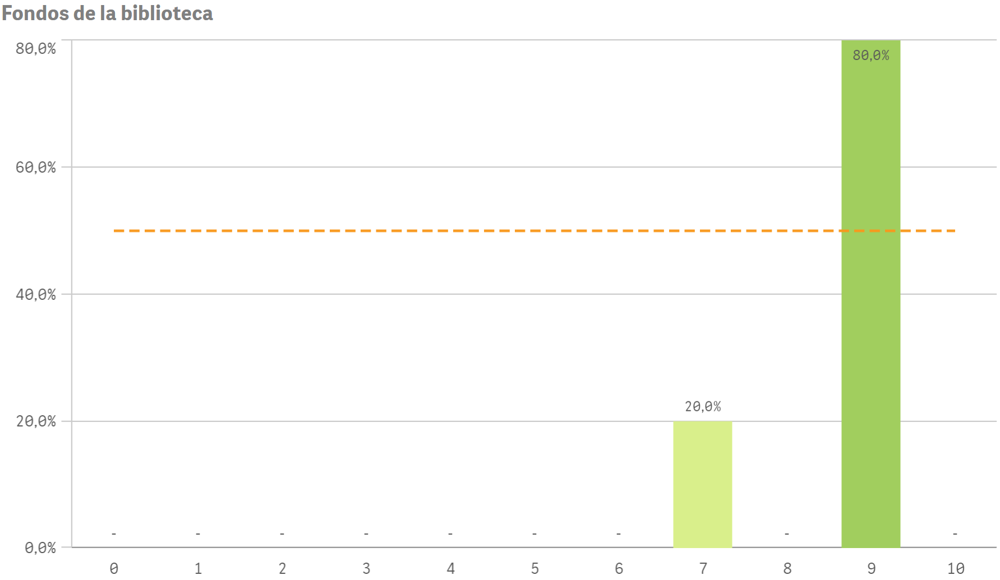 Fondos de la biblioteca
80,0%
80,0%
60,0%
40,0%
20,0%
20,0%
- - - - - - - - -
0,0%
0 1 2 3 4 5 6 7 8 9 10